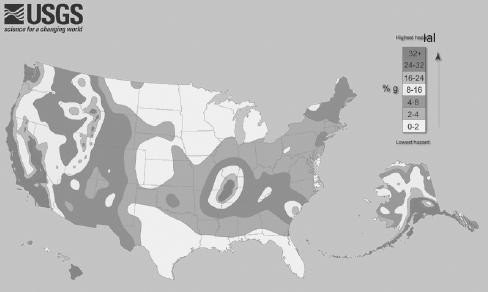 USGS
science for a changing world
Highest hazard
% g
32+
24-32
16-24
8-16
4-8
2-4
0-2
Lowest hazard